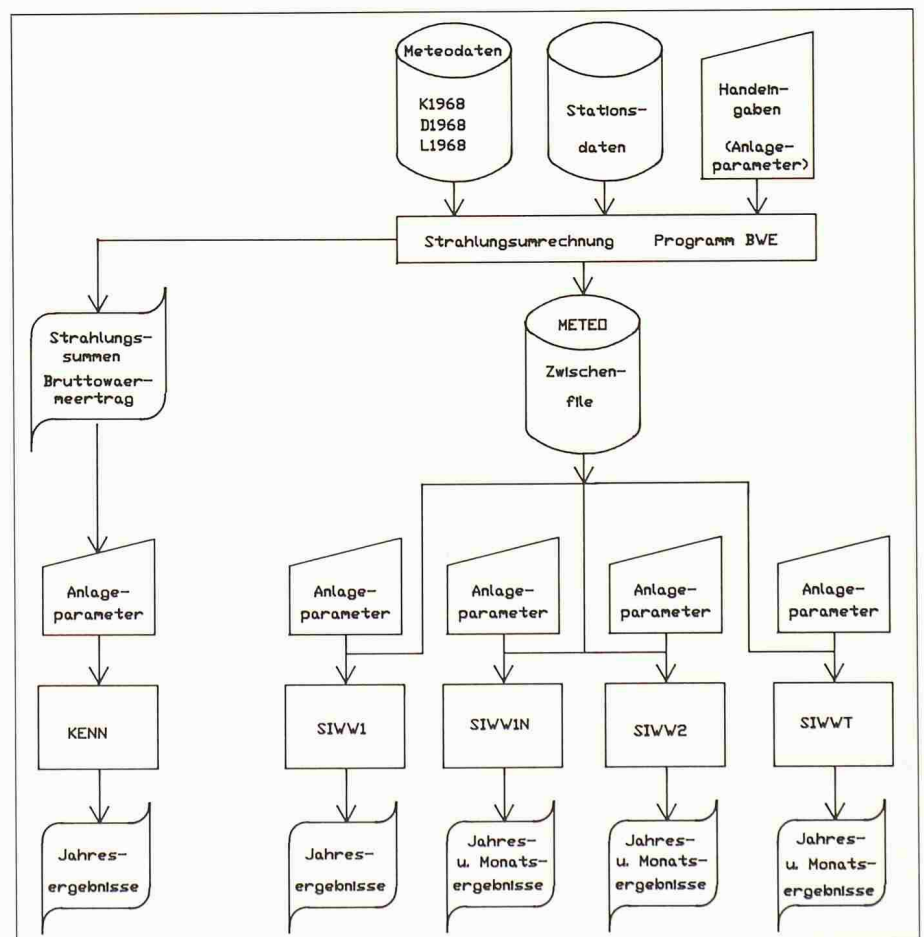 Meteodaten
K1968
D1968
L1968
Stations-
daten
Handein-
gaben
(Anlage-
parameter)
Strahlungsumrechnung Programm BWE
Strahlungs-
summen
Bruttowaer-
meertrag
METEO
Zwischen-
file
Anlage-
parameter
Anlage-
parameter
Anlage-
parameter
Anlage-
parameter
Anlage-
parameter
KENN
SIWW1
SIWW1N
SIWW2
SIWWT
Jahres-
ergebnisse
Jahres-
ergebnisse
Jahres-
u. Monats-
ergebnisse
Jahres-
u. Monats-
ergebnisse
Jahres-
u. Monats-
ergebnisse